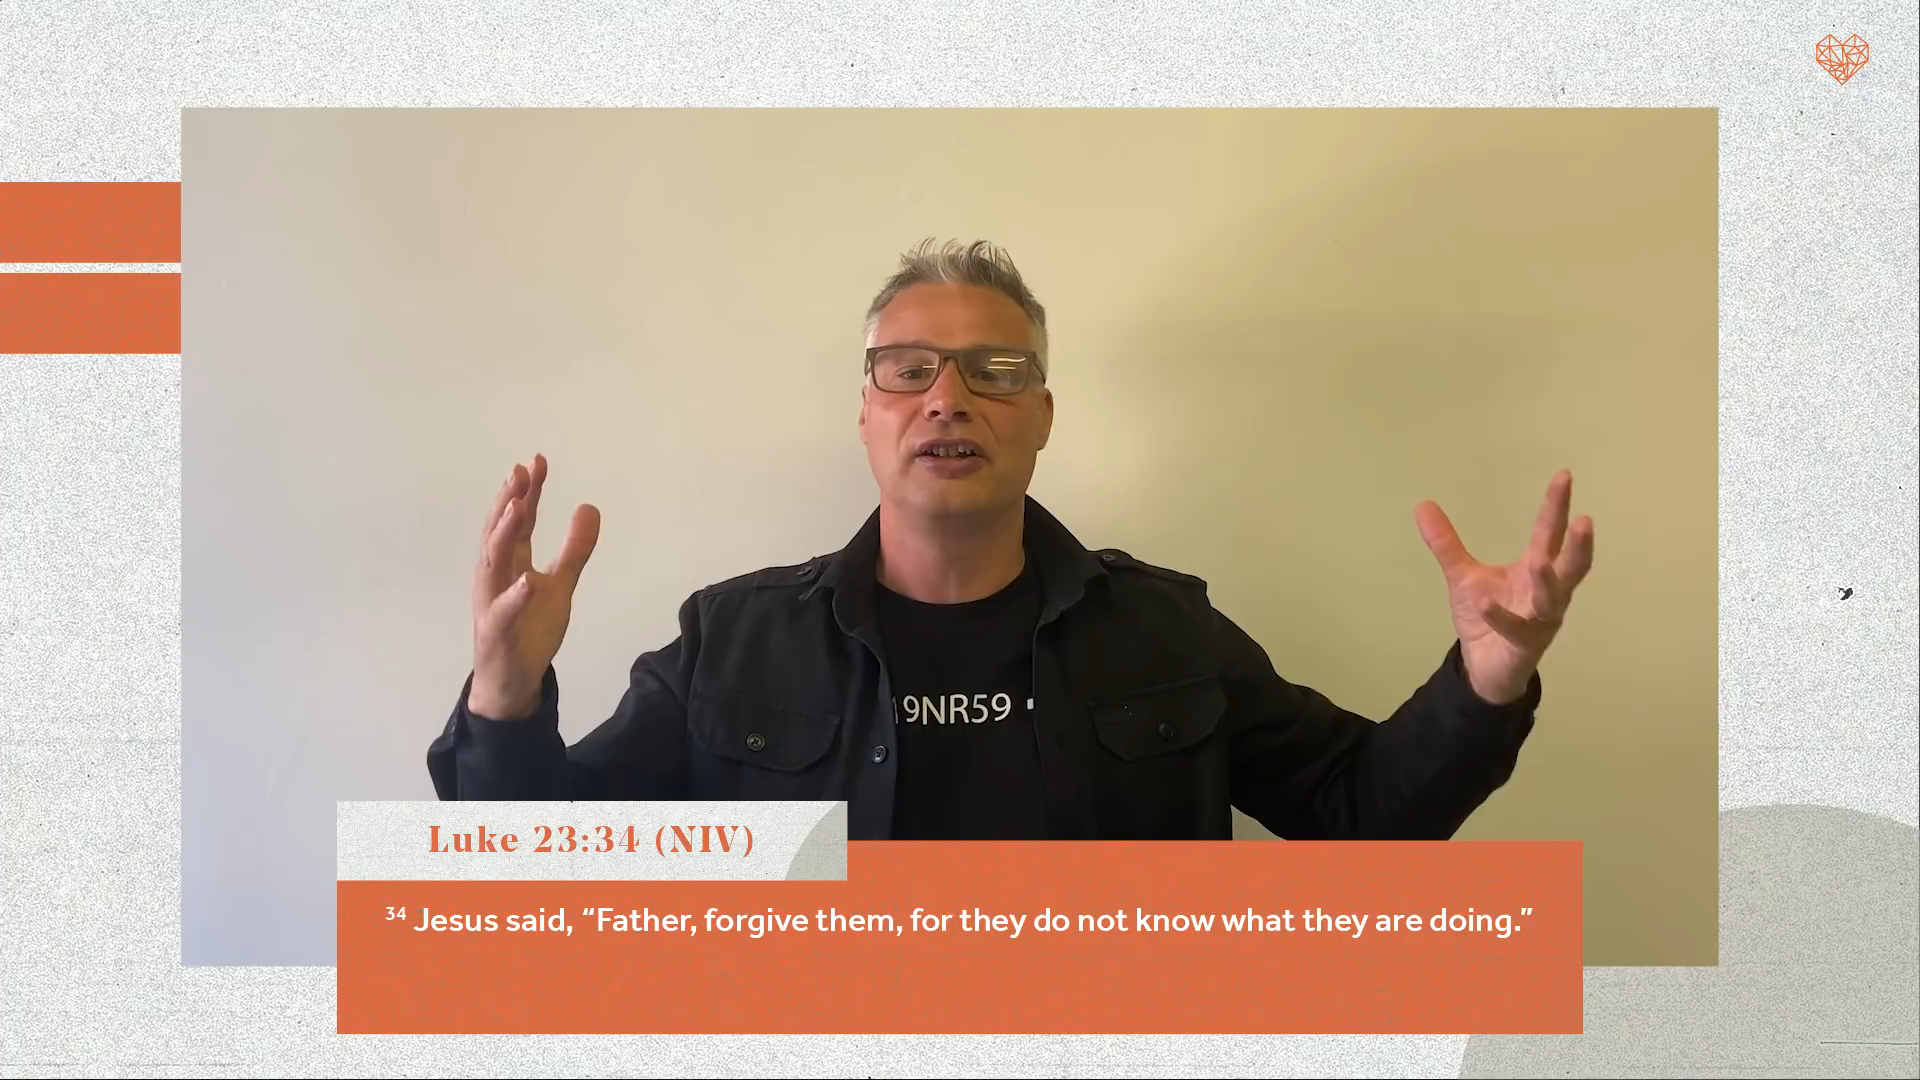 19NR59
Luke 23:34 (NIV)
34 Jesus said, “Father, forgive them, for they do not know what they are doing.”